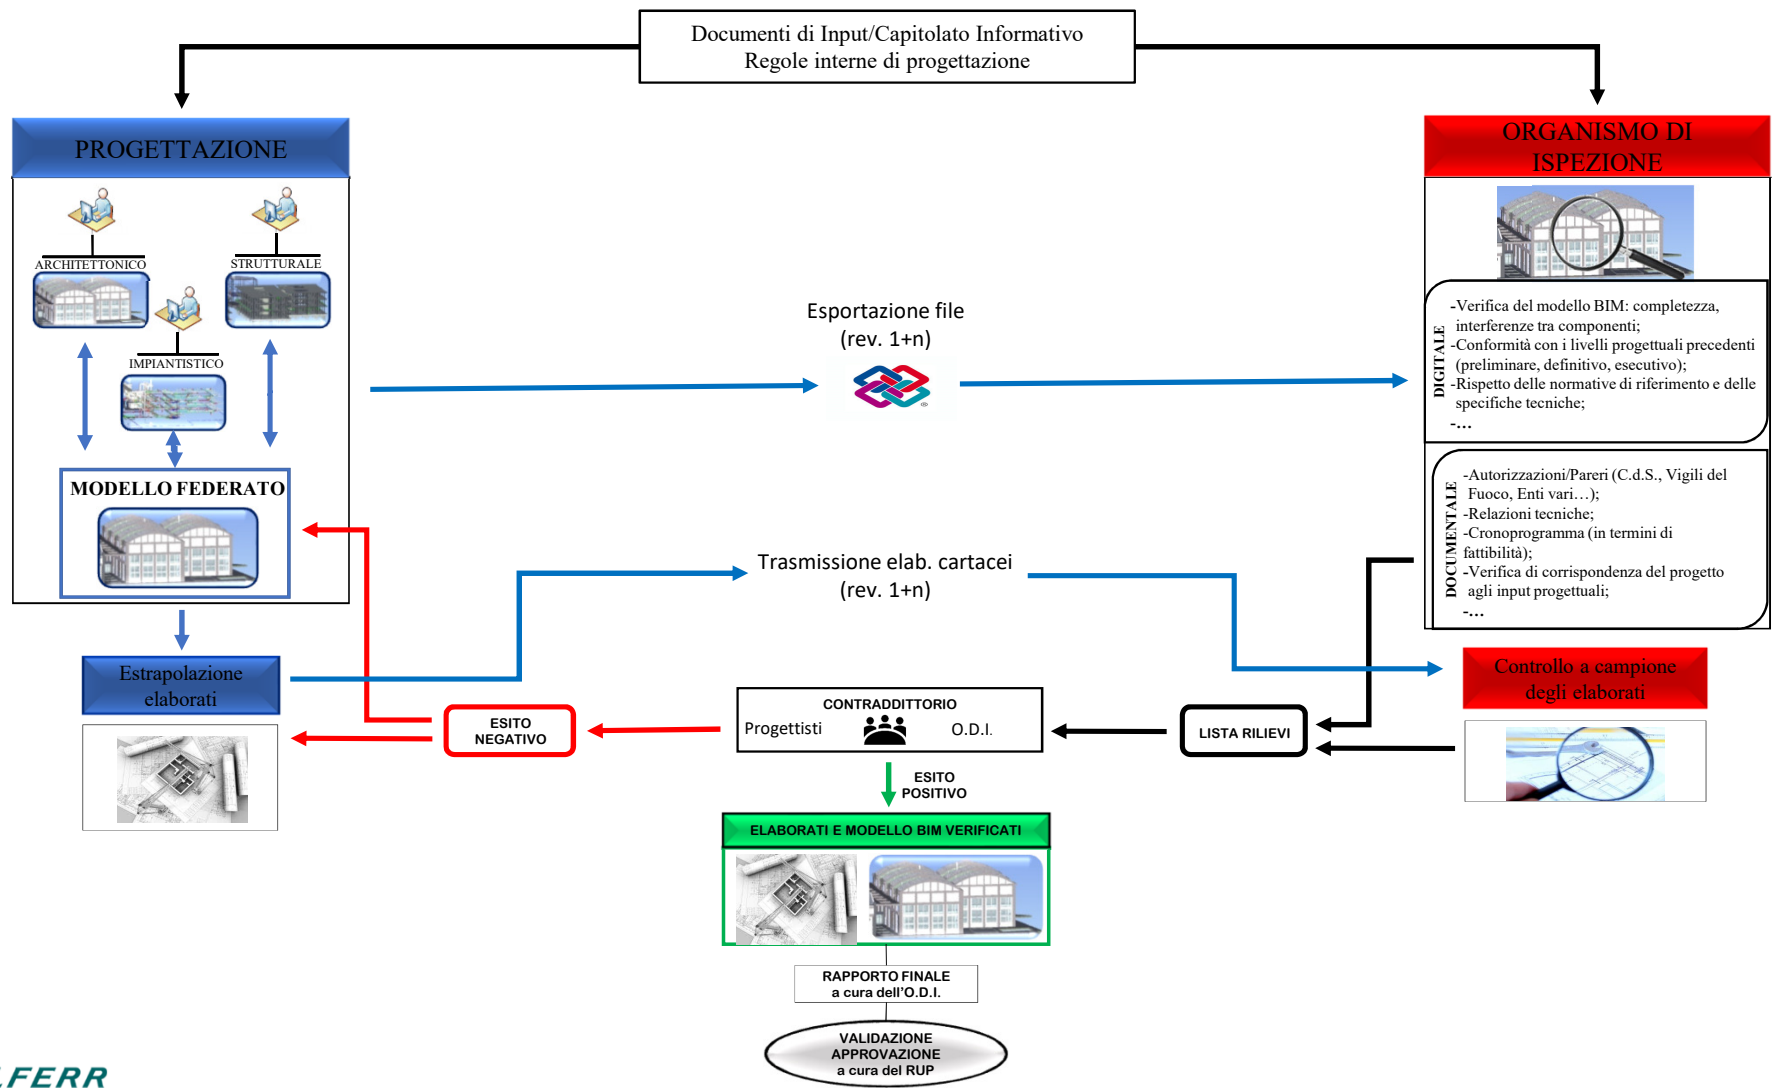 Documenti di Input/Capitolato Informativo
Regole interne di progettazione
PROGETTAZIONE
ARCHITETTONICO
STRUTTURALE
IMPIANTISTICO
MODELLO FEDERATO
Estrapolazione
elaborati
Esportazione file
(rev. 1+n)
®
Trasmissione elab. cartacei
(rev. 1+n)
ORGANISMO DI
ISPEZIONE
DIGITALE
-Verifica del modello BIM: completezza,
interferenze tra componenti;
-Conformità con i livelli progettuali precedenti
(preliminare, definitivo, esecutivo);
-Rispetto delle normative di riferimento e delle
specifiche tecniche;
-...
DOCUMENTALE
-Autorizzazioni/Pareri (C.d.S., Vigili del
Fuoco, Enti vari…);
-Relazioni tecniche;
-Cronoprogramma (in termini di
fattibilità);
-Verifica di corrispondenza del progetto
agli input progettuali;
-...
Controllo a campione
degli elaborati
LISTA RILIEVI
CONTRADDITTORIO
Progettisti O.D.I.
ESITO
NEGATIVO
ESITO
POSITIVO
ELABORATI E MODELLO BIM VERIFICATI
RAPPORTO FINALE
a cura dell'O.D.I.
VALIDAZIONE
APPROVAZIONE
a cura del RUP
FERR